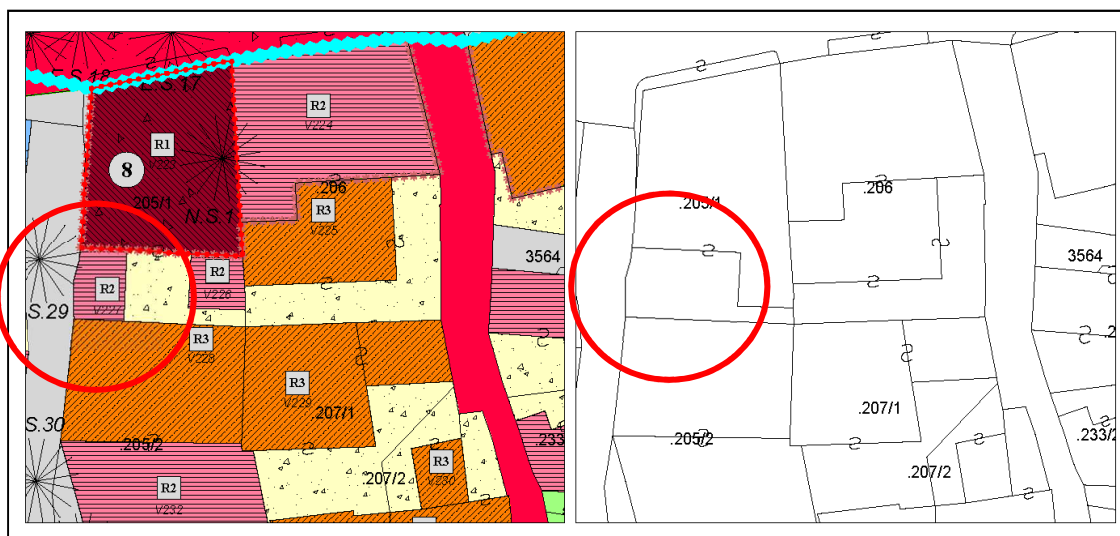 R2
V224
R1
8
.205/1
N.S.1
.206
R3
V225
3564
R2
V226
R2
V227
S.29
R3
V228
R3
V229
.207/1
S.30
.205/2
.233
R3
V230
.207/2
R2
V232
.205/1
.206
3564
.2
.207/1
.205/2
.233/2
.207/2